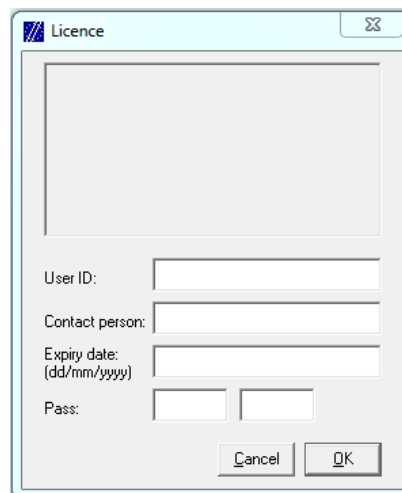 Licence
User ID:
Contact person:
Expiry date:
(dd/mm/yyyy)
Pass:
Cancel OK